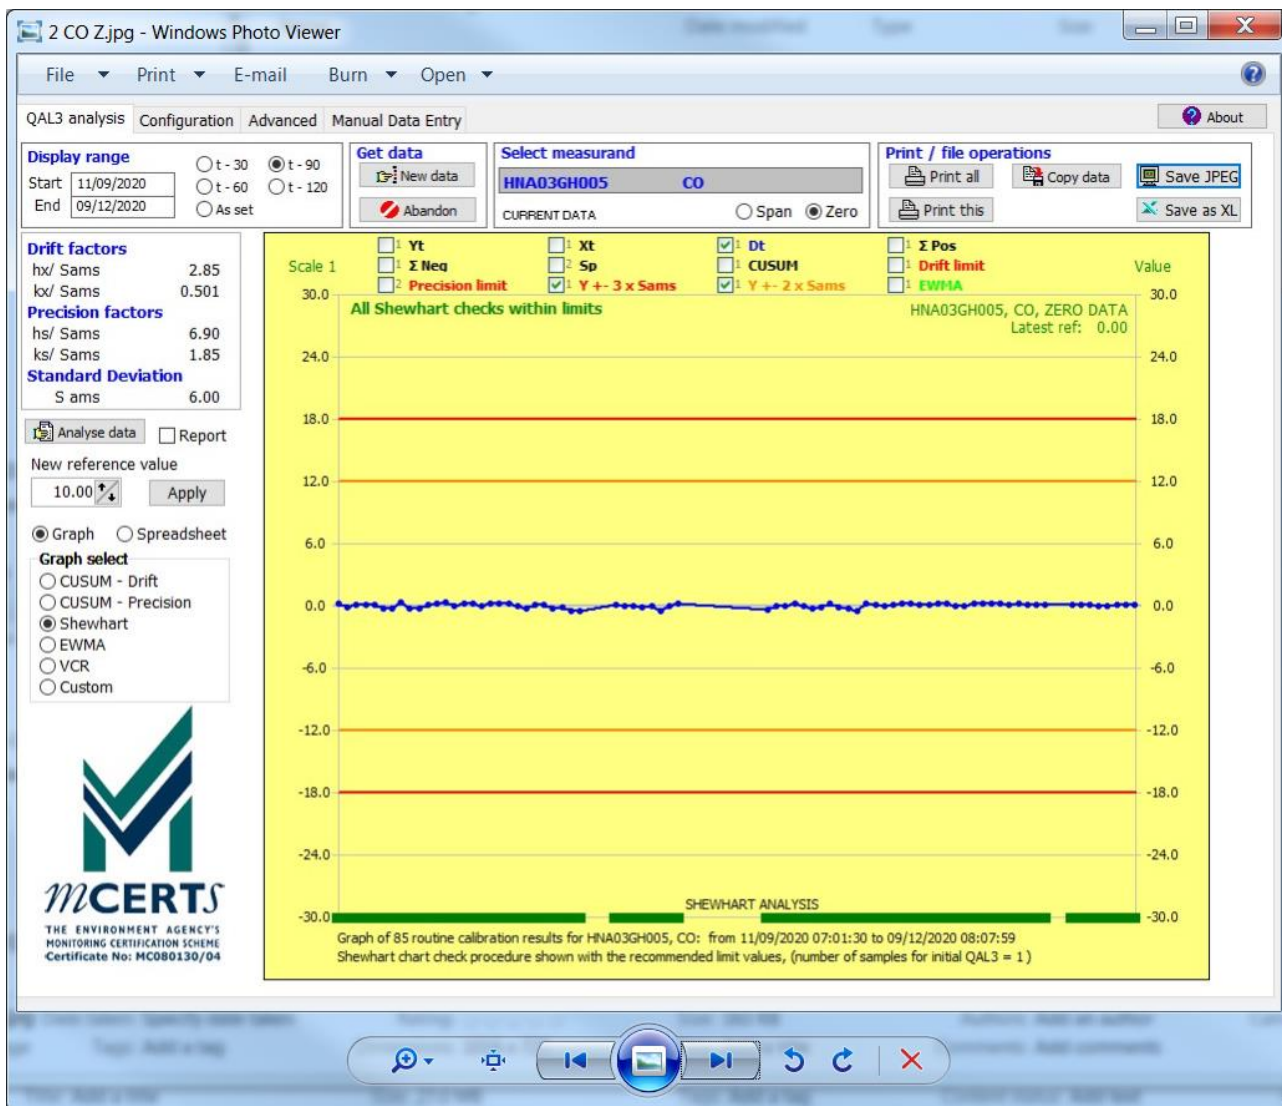 2 CO Z.jpg - Windows Photo Viewer
File Print E-mail Burn Open
QAL3 analysis Configuration Advanced Manual Data Entry About
Display range
t - 30 t - 90
Start 11/09/2020 t - 60 t - 120
End 09/12/2020 As set
Get data
New data
Abandon
Select measurand
HNA03GH005 CO
CURRENT DATA Span Zero
Print / file operations
Print all Copy data Save JPEG
Print this Save as XL
Drift factors
hx/ Sams 2.85
kx/ Sams 0.501
Precision factors
hs/ Sams 6.90
ks/ Sams 1.85
Standard Deviation
S ams 6.00
Analyse data Report
New reference value
10.00 Apply
Graph Spreadsheet
Graph select
CUSUM - Drift
CUSUM - Precision
Shewhart
EWMA
VCR
Custom
mCERTs
THE ENVIRONMENT AGENCY'S
MONITORING CERTIFICATION SCHEME
Certificate No: MC080130/04
1 Yt 1 Xt 1 Dt 1 Σ Pos
Scale 1 1 Σ Neg 2 Sp 1 CUSUM 1 Drift limit Value
2 Precision limit 1 Y +- 3 x Sams 1 Y +- 2 x Sams 1 EWMA
30.0 30.0
All Shewhart checks within limits HNA03GH005, CO, ZERO DATA
Latest ref: 0.00
24.0 24.0
18.0 18.0
12.0 12.0
6.0 6.0
0.0 0.0
-6.0 -6.0
-12.0 -12.0
-18.0 -18.0
-24.0 -24.0
SHEWHART ANALYSIS
-30.0 -30.0
Graph of 85 routine calibration results for HNA03GH005, CO: from 11/09/2020 07:01:30 to 09/12/2020 08:07:59
Shewhart chart check procedure shown with the recommended limit values, (number of samples for initial QAL3 = 1 )